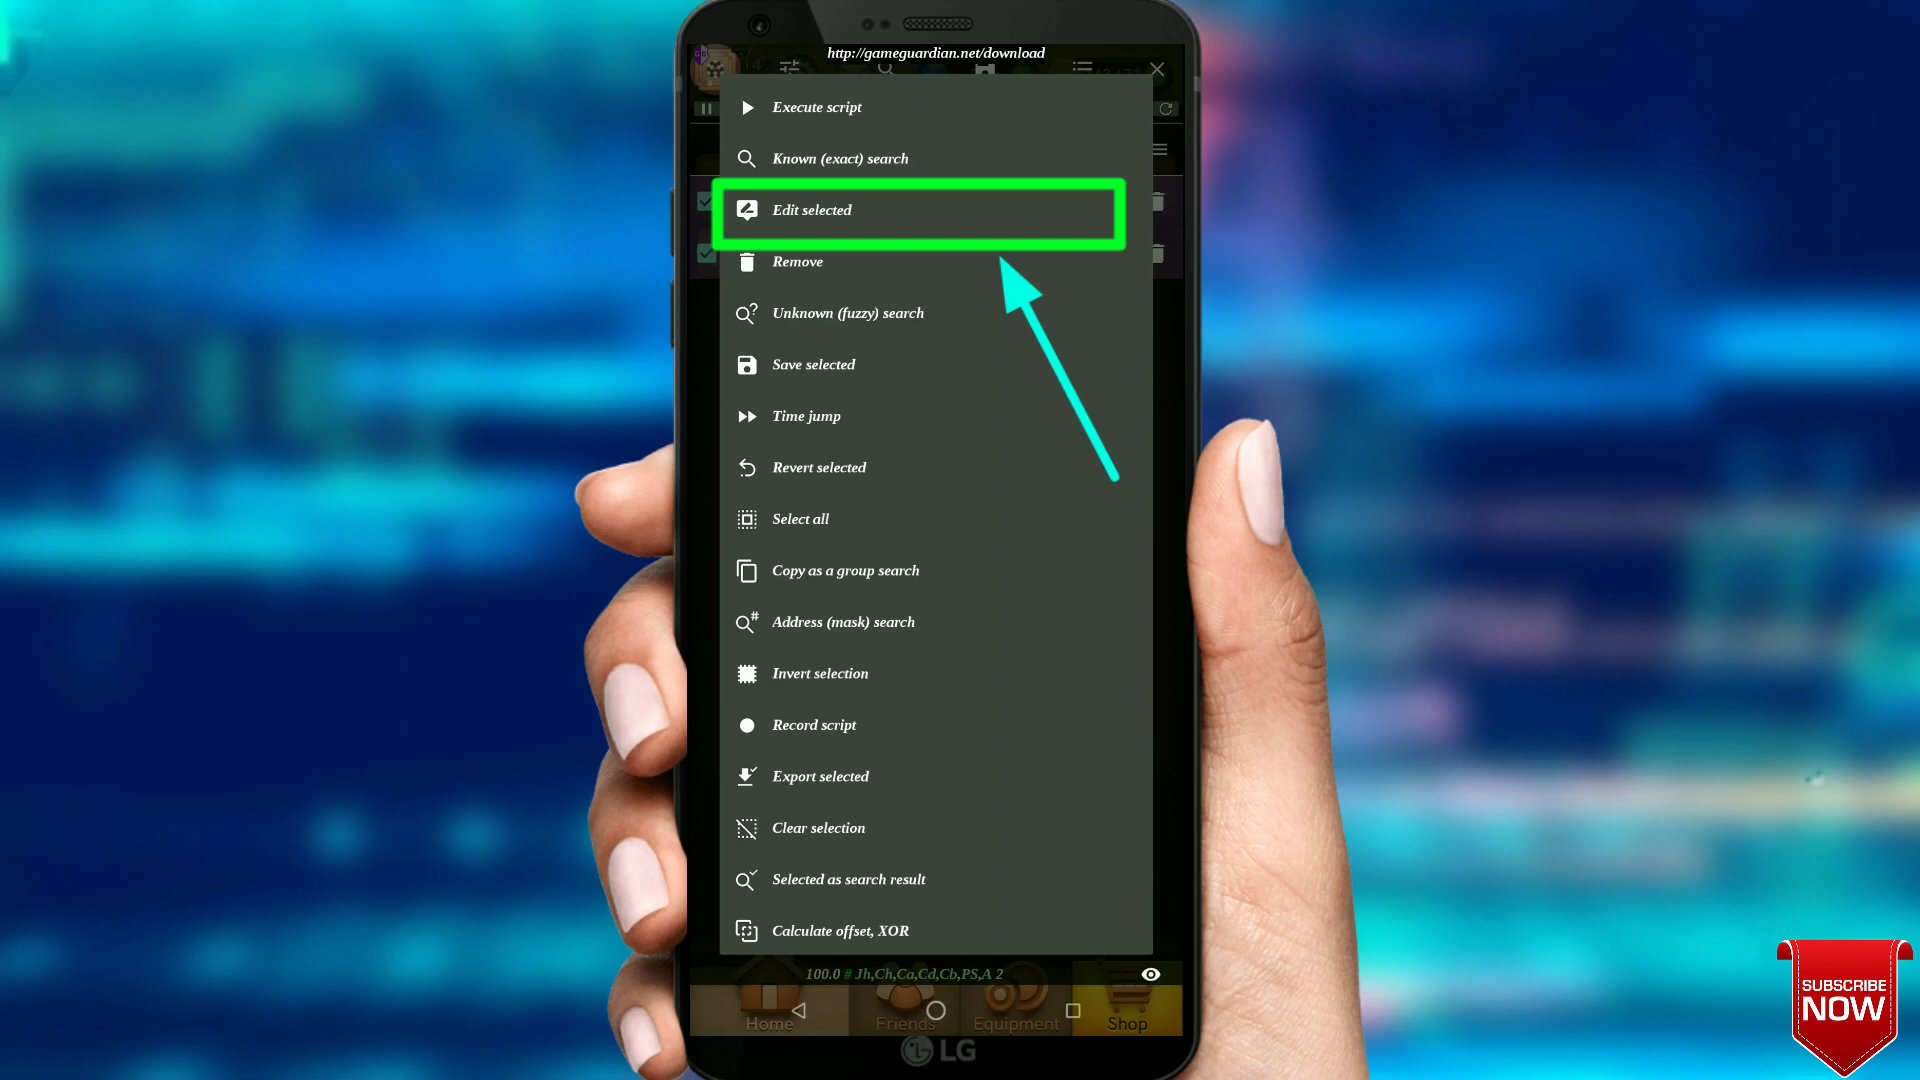 http://gameguardian.net/download
Execute script
Known (exact) search
Edit selected
Remove
Unknown (fuzzy) search
Save selected
Time jump
Revert selected
Select all
Copy as a group search
Address (mask) search
Invert selection
Record script
Export selected
Clear selection
Selected as search result
Calculate offset, XOR
100.0 # Jh,Ch,Ca,Cd,Cb,PS,A 2
Home Friends Equipment Shop
LG
SUBSCRIBE
NOW